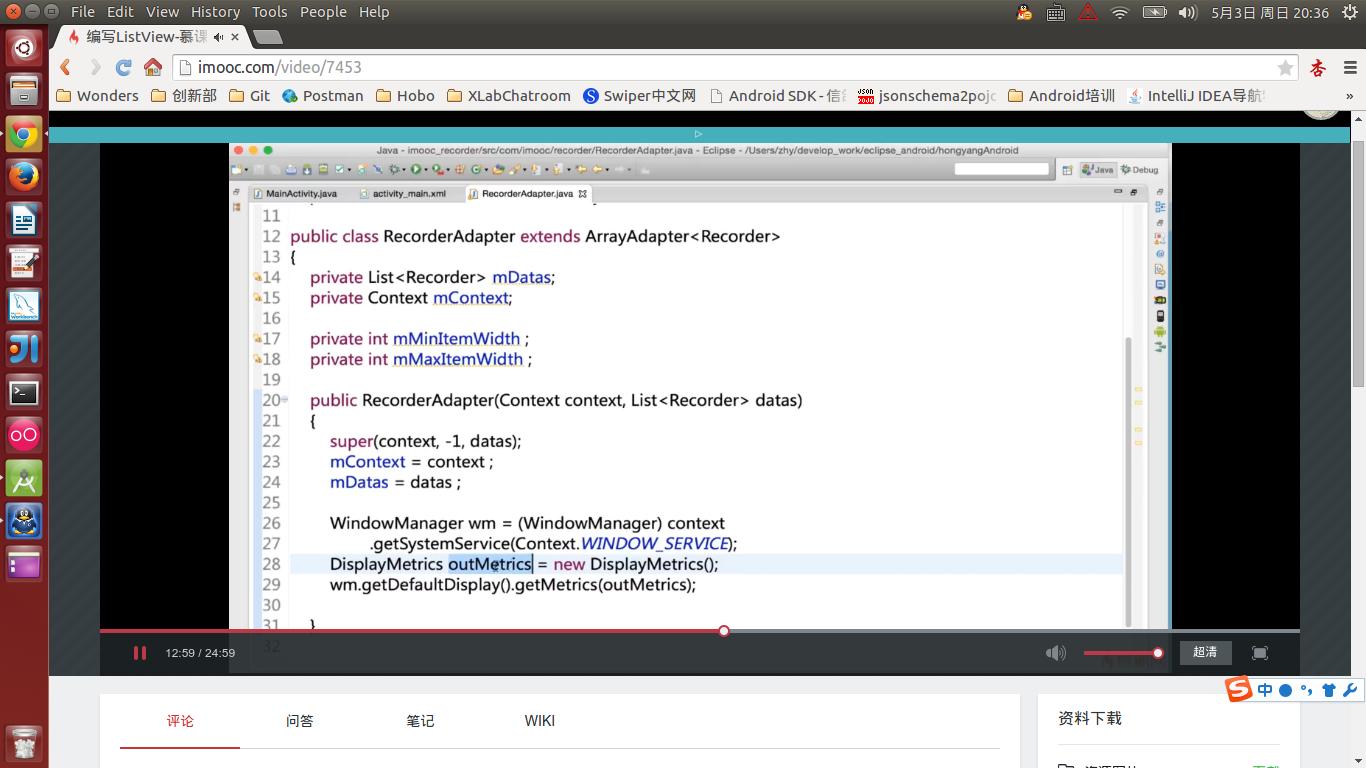 File Edit View History Tools People Help
5月3日 周日 20:36
编写ListView-慕课
imooc.com/video/7453
Wonders 创新部 Git Postman Hobo XLabChatroom Swiper中文网 Android SDK - 信 jsonschema2pojo Android培训 IntelliJ IDEA导航 »
Java - imooc_recorder/src/com/imooc/recorder/RecorderAdapter.java - Eclipse - /Users/zhy/develop_work/eclipse_android/hongyangAndroid
Java Debug
MainActivity.java activity_main.xml RecorderAdapter.java
11
12 public class RecorderAdapter extends ArrayAdapter<Recorder>
13 {
14 private List<Recorder> mDatas;
15 private Context mContext;
16
17 private int mMinItemWidth ;
18 private int mMaxItemWidth ;
19
20 public RecorderAdapter(Context context, List<Recorder> datas)
21 {
22 super(context, -1, datas);
23 mContext = context ;
24 mDatas = datas ;
25
26 WindowManager wm = (WindowManager) context
27 .getSystemService(Context.WINDOW_SERVICE);
28 DisplayMetrics outMetrics = new DisplayMetrics();
29 wm.getDefaultDisplay().getMetrics(outMetrics);
30
31 }
32
12:59 / 24:59 超清
中
评论 问答 笔记 WIKI
资料下载